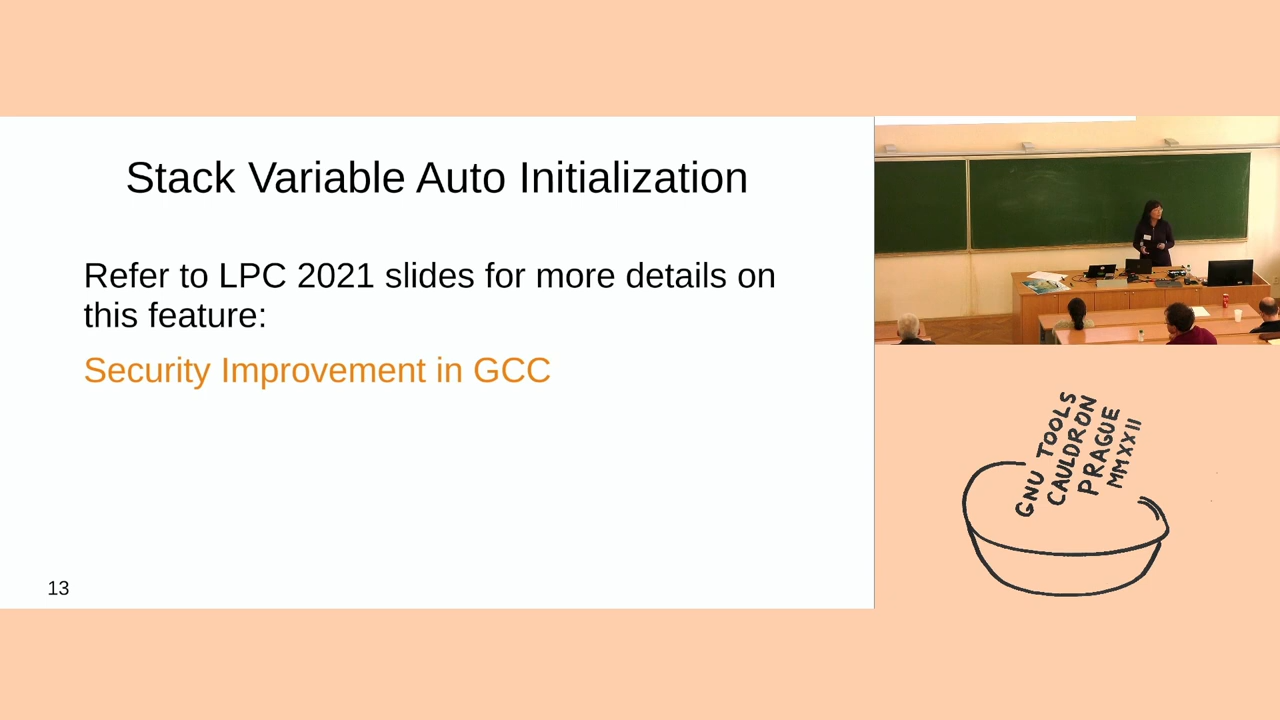 Stack Variable Auto Initialization
Refer to LPC 2021 slides for more details on
this feature:
Security Improvement in GCC
13
GNU TOOLS
CAULDRON
PRAGUE
MMXXII